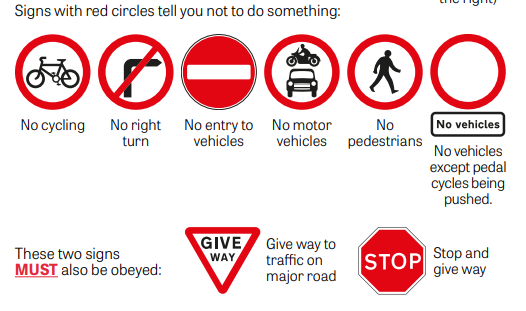 the right)
Signs with red circles tell you not to do something:
No cycling
No right
turn
No entry to
vehicles
No motor
vehicles
No
pedestrians
No vehicles
No vehicles
except pedal
cycles being
pushed.
These two signs
MUST also be obeyed:
GIVE
WAY
Give way to
traffic on
major road
STOP
Stop and
give way